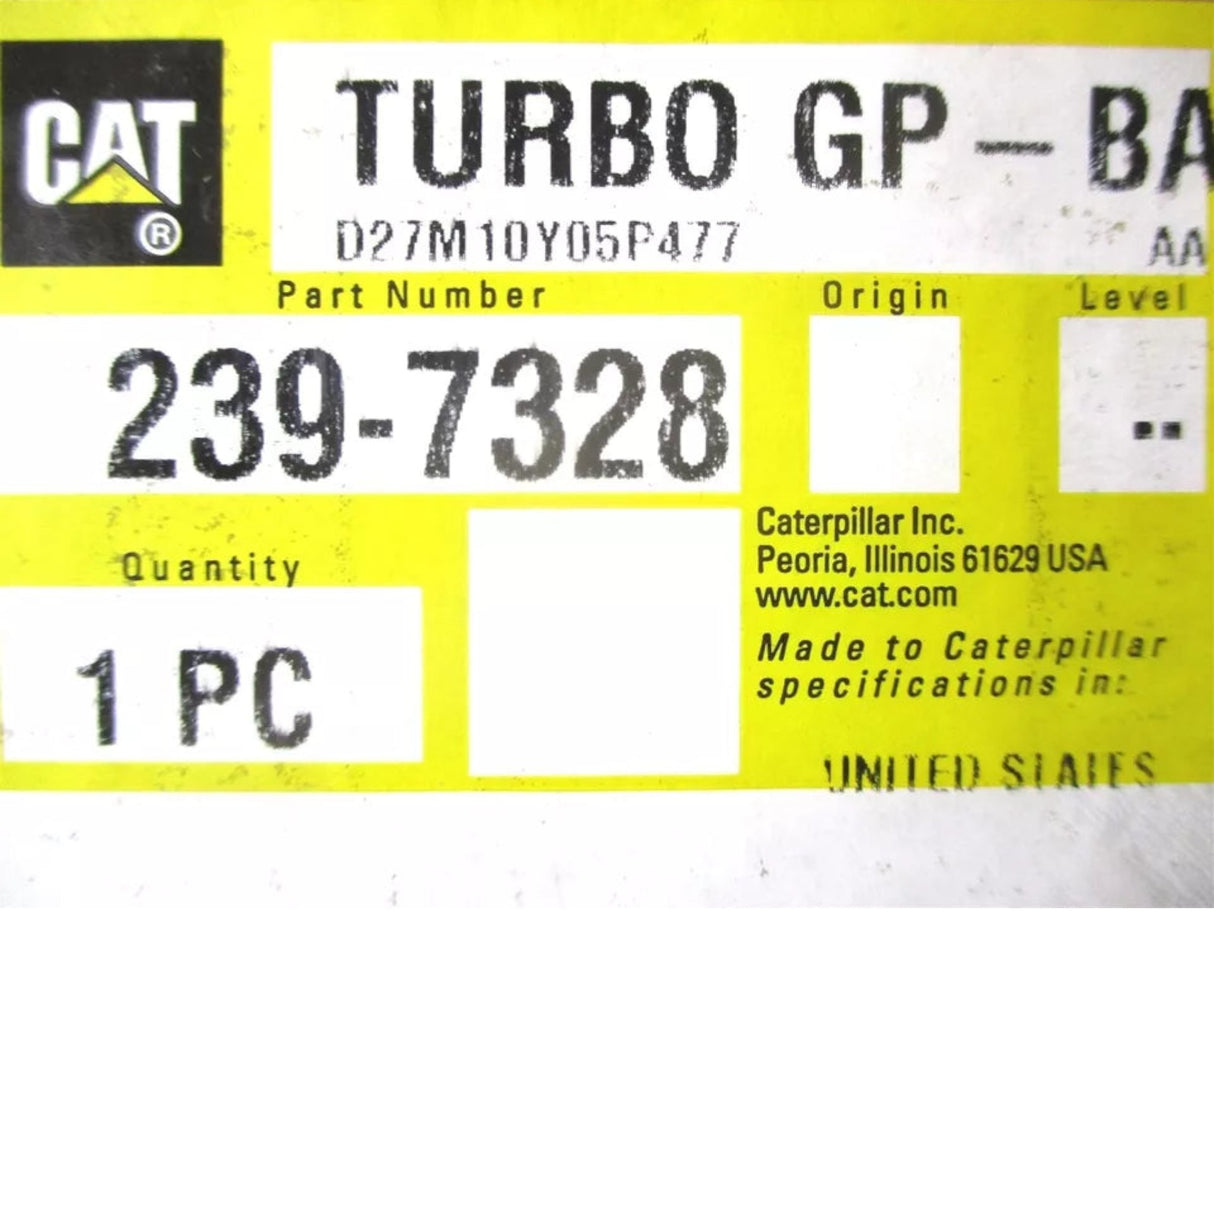 CAT
®
TURBO GP – BA
D27M10Y05P477 AA
Part Number Origin Level
239-7328 --
Quantity
1 PC
Caterpillar Inc.
Peoria, Illinois 61629 USA
www.cat.com
Made to Caterpillar
specifications in:
UNITED STATES